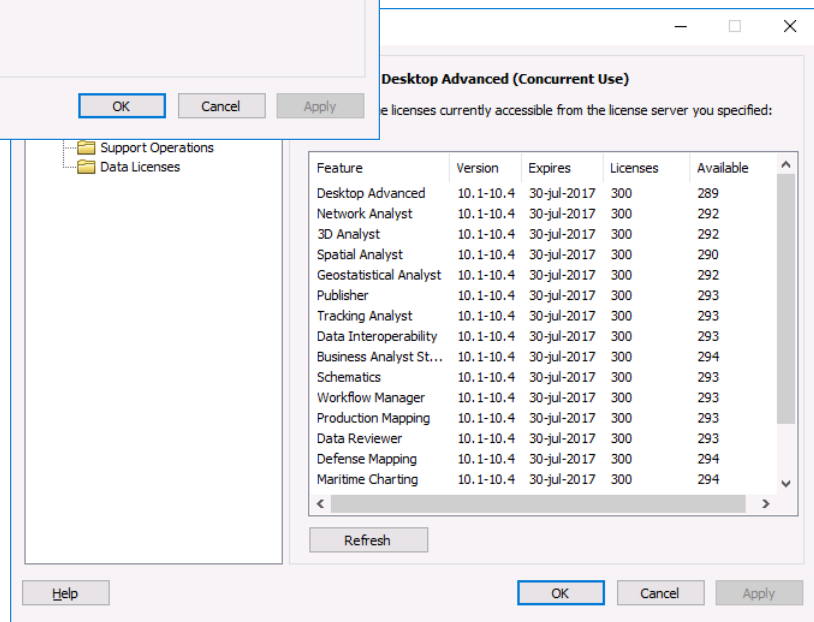 OK Cancel Apply
Desktop Advanced (Concurrent Use)
licenses currently accessible from the license server you specified:
Support Operations
Data Licenses
Feature Version Expires Licenses Available
Desktop Advanced 10.1-10.4 30-jul-2017 300 289
Network Analyst 10.1-10.4 30-jul-2017 300 292
3D Analyst 10.1-10.4 30-jul-2017 300 292
Spatial Analyst 10.1-10.4 30-jul-2017 300 290
Geostatistical Analyst 10.1-10.4 30-jul-2017 300 292
Publisher 10.1-10.4 30-jul-2017 300 293
Tracking Analyst 10.1-10.4 30-jul-2017 300 293
Data Interoperability 10.1-10.4 30-jul-2017 300 293
Business Analyst St... 10.1-10.4 30-jul-2017 300 294
Schematics 10.1-10.4 30-jul-2017 300 293
Workflow Manager 10.1-10.4 30-jul-2017 300 293
Production Mapping 10.1-10.4 30-jul-2017 300 293
Data Reviewer 10.1-10.4 30-jul-2017 300 293
Defense Mapping 10.1-10.4 30-jul-2017 300 294
Maritime Charting 10.1-10.4 30-jul-2017 300 294
Refresh
Help OK Cancel Apply